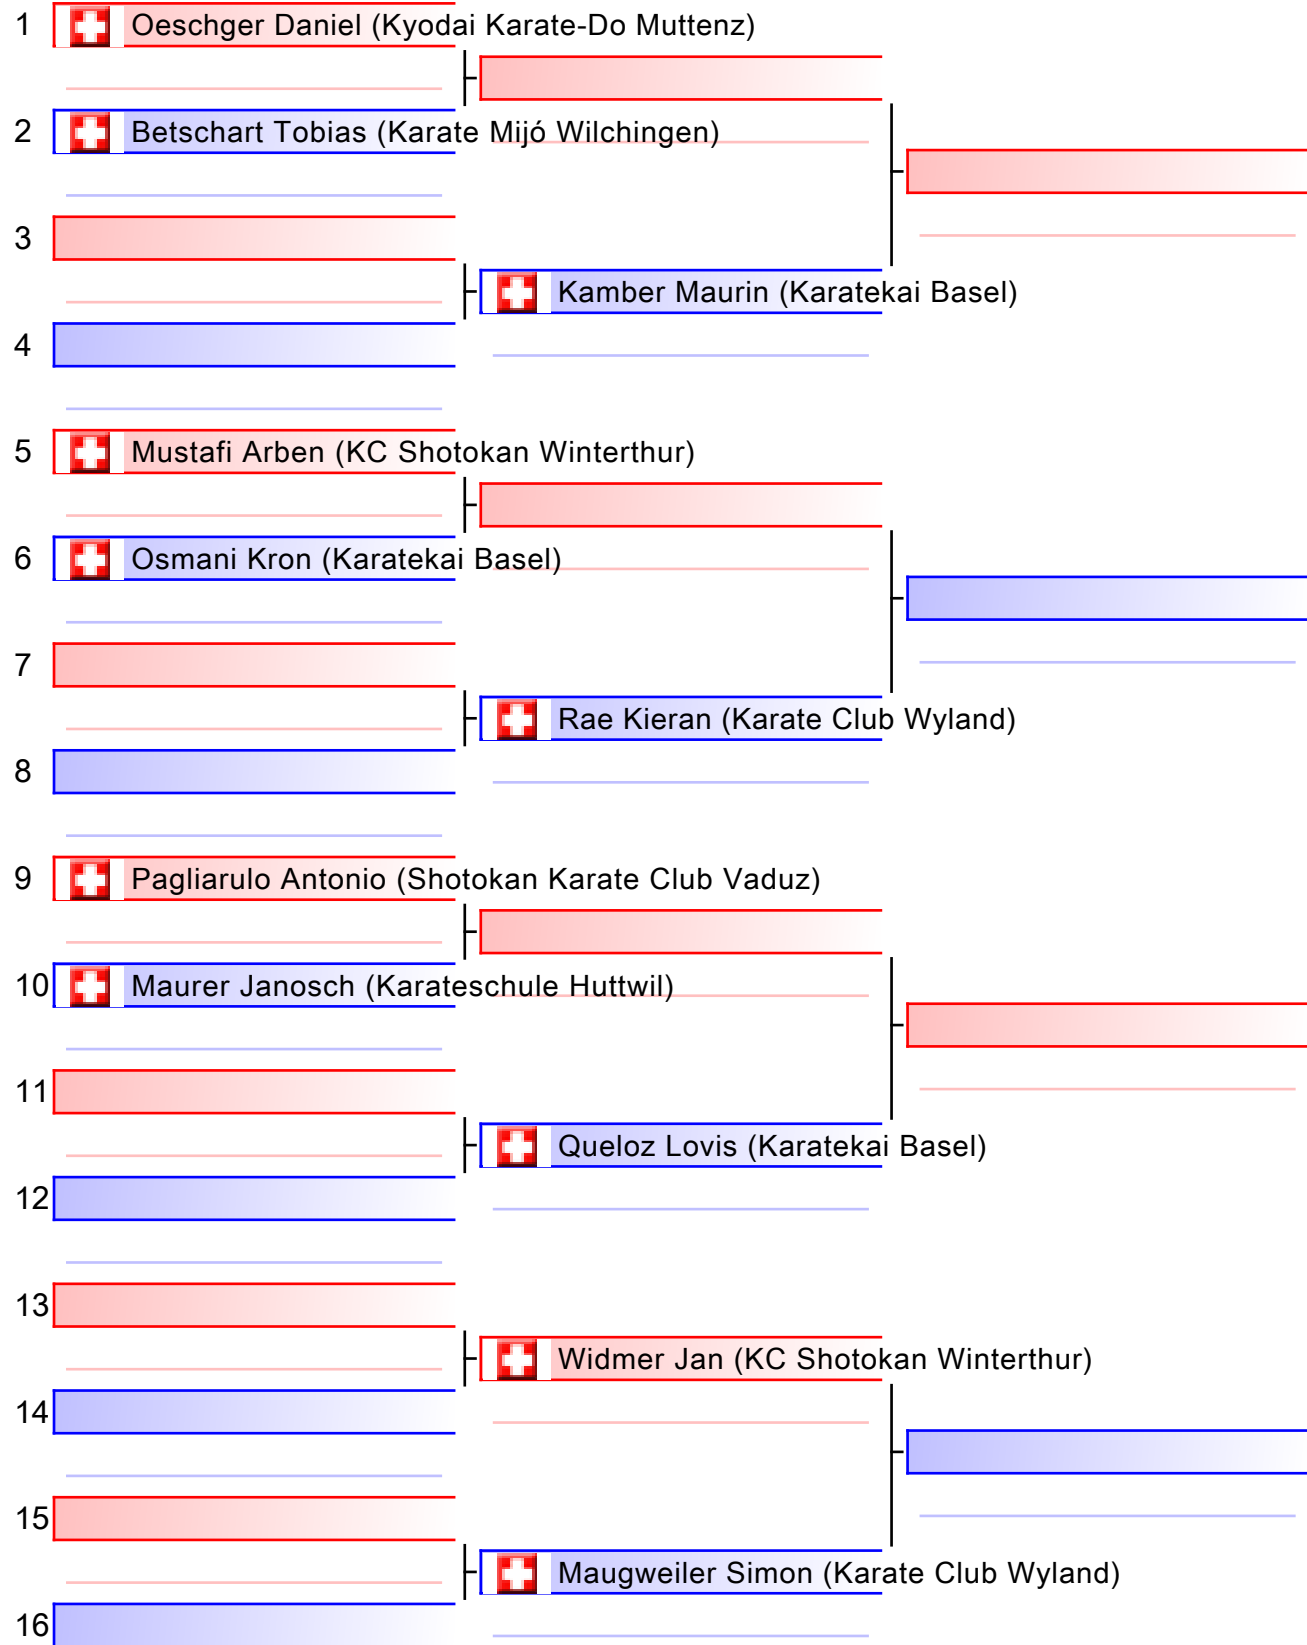 1 Oeschger Daniel (Kyodai Karate-Do Muttenz)
2 Betschart Tobias (Karate Mijó Wilchingen)
3
Kamber Maurin (Karatekai Basel)
4
5 Mustafi Arben (KC Shotokan Winterthur)
6 Osmani Kron (Karatekai Basel)
7
Rae Kieran (Karate Club Wyland)
8
9 Pagliarulo Antonio (Shotokan Karate Club Vaduz)
10 Maurer Janosch (Karateschule Huttwil)
11
Queloz Lovis (Karatekai Basel)
12
13
Widmer Jan (KC Shotokan Winterthur)
14
15
Maugweiler Simon (Karate Club Wyland)
16